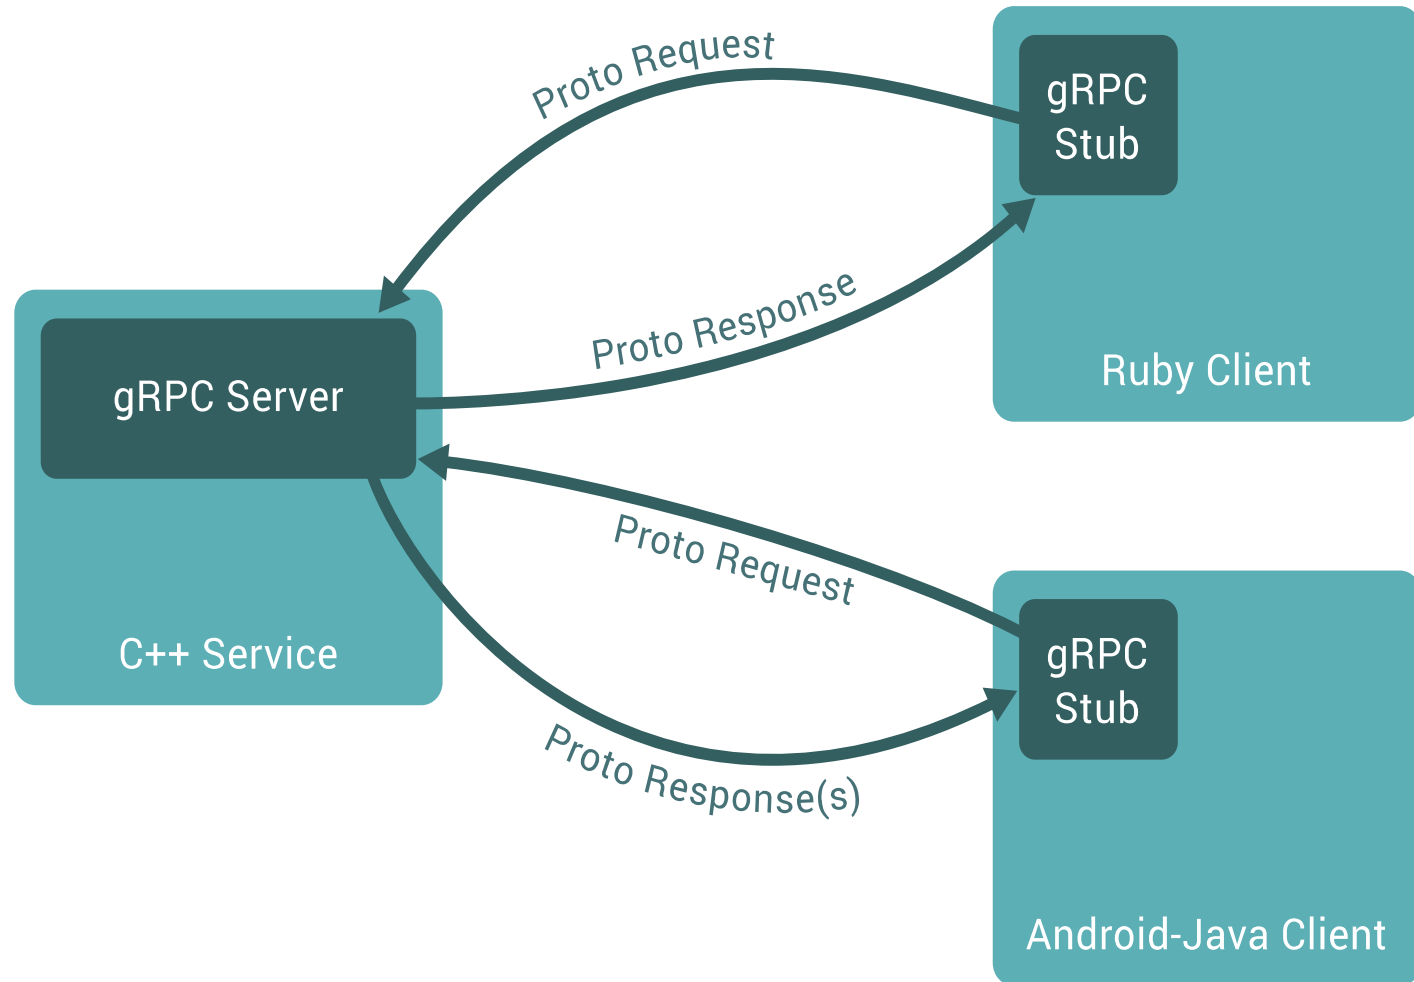 Proto Request
gRPC
Stub
Proto Response
Ruby Client
gRPC Server
C++ Service
Proto Request
gRPC
Stub
Proto Response(s)
Android-Java Client